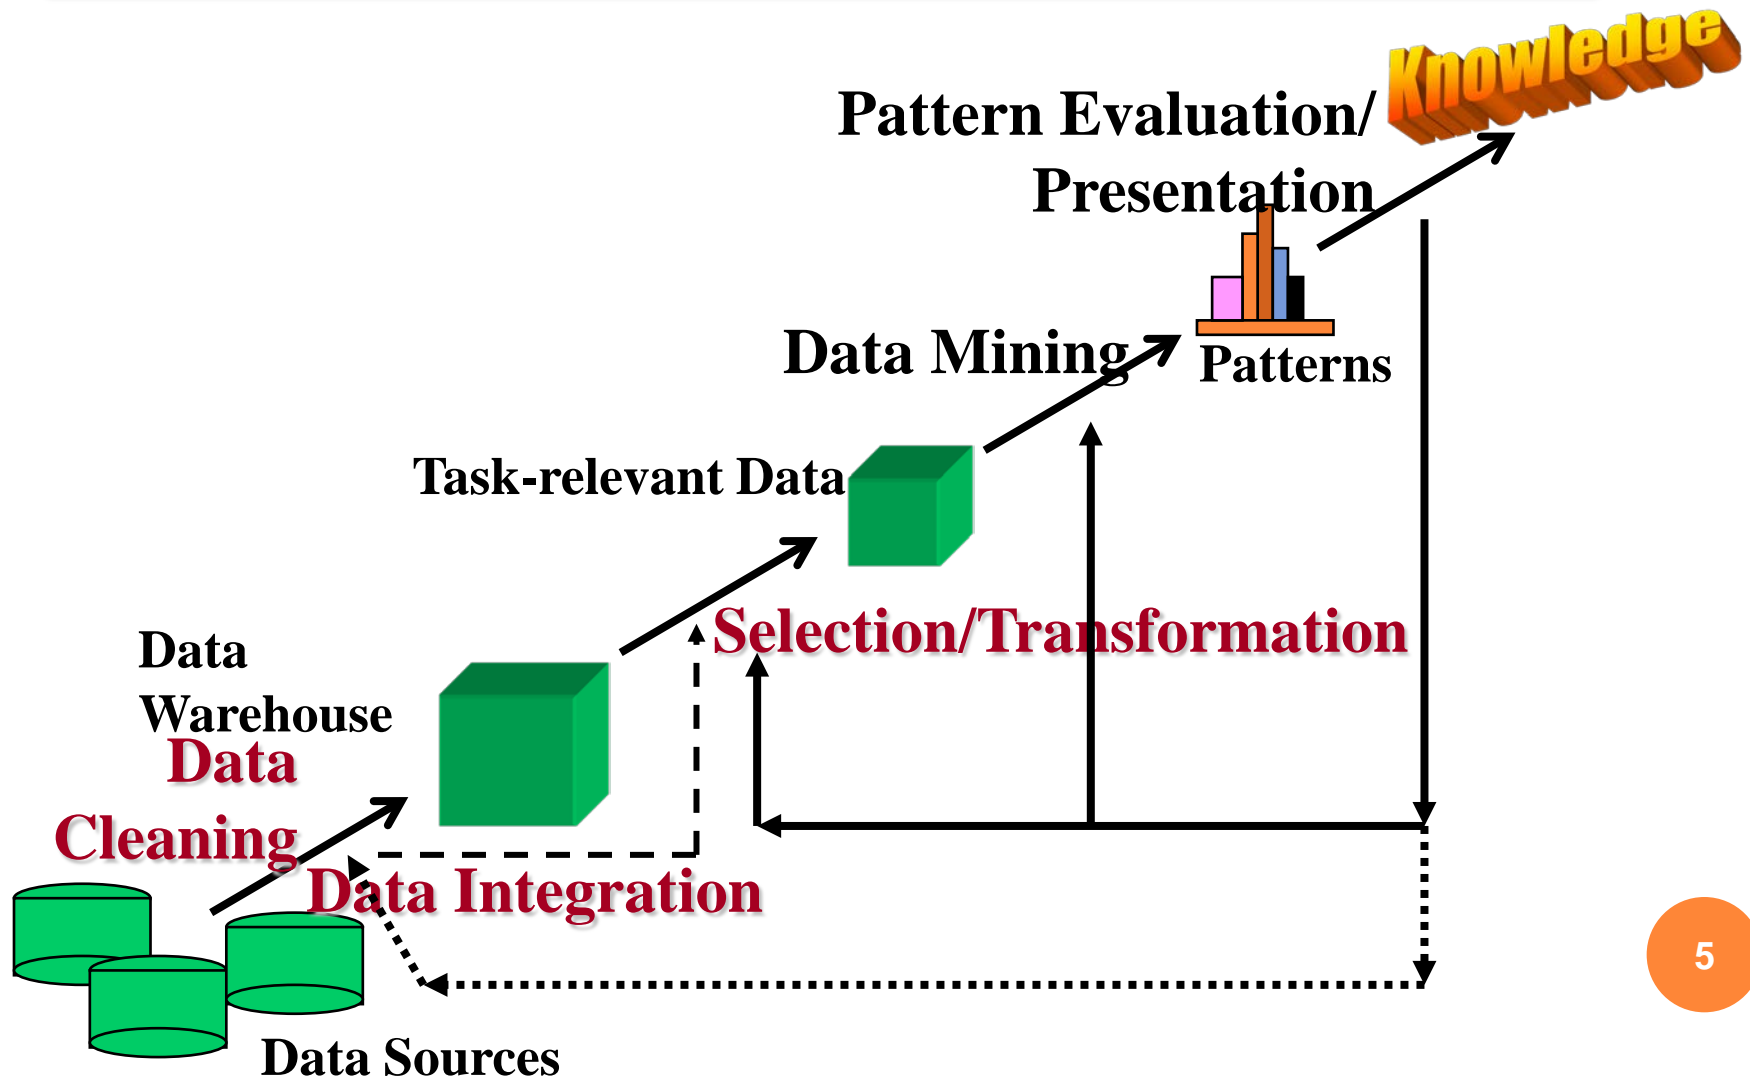 Knowledge
Pattern Evaluation/
Presentation
Data Mining
Patterns
Task-relevant Data
Selection/Transformation
Data
Warehouse
Data
Cleaning
Data Integration
5
Data Sources